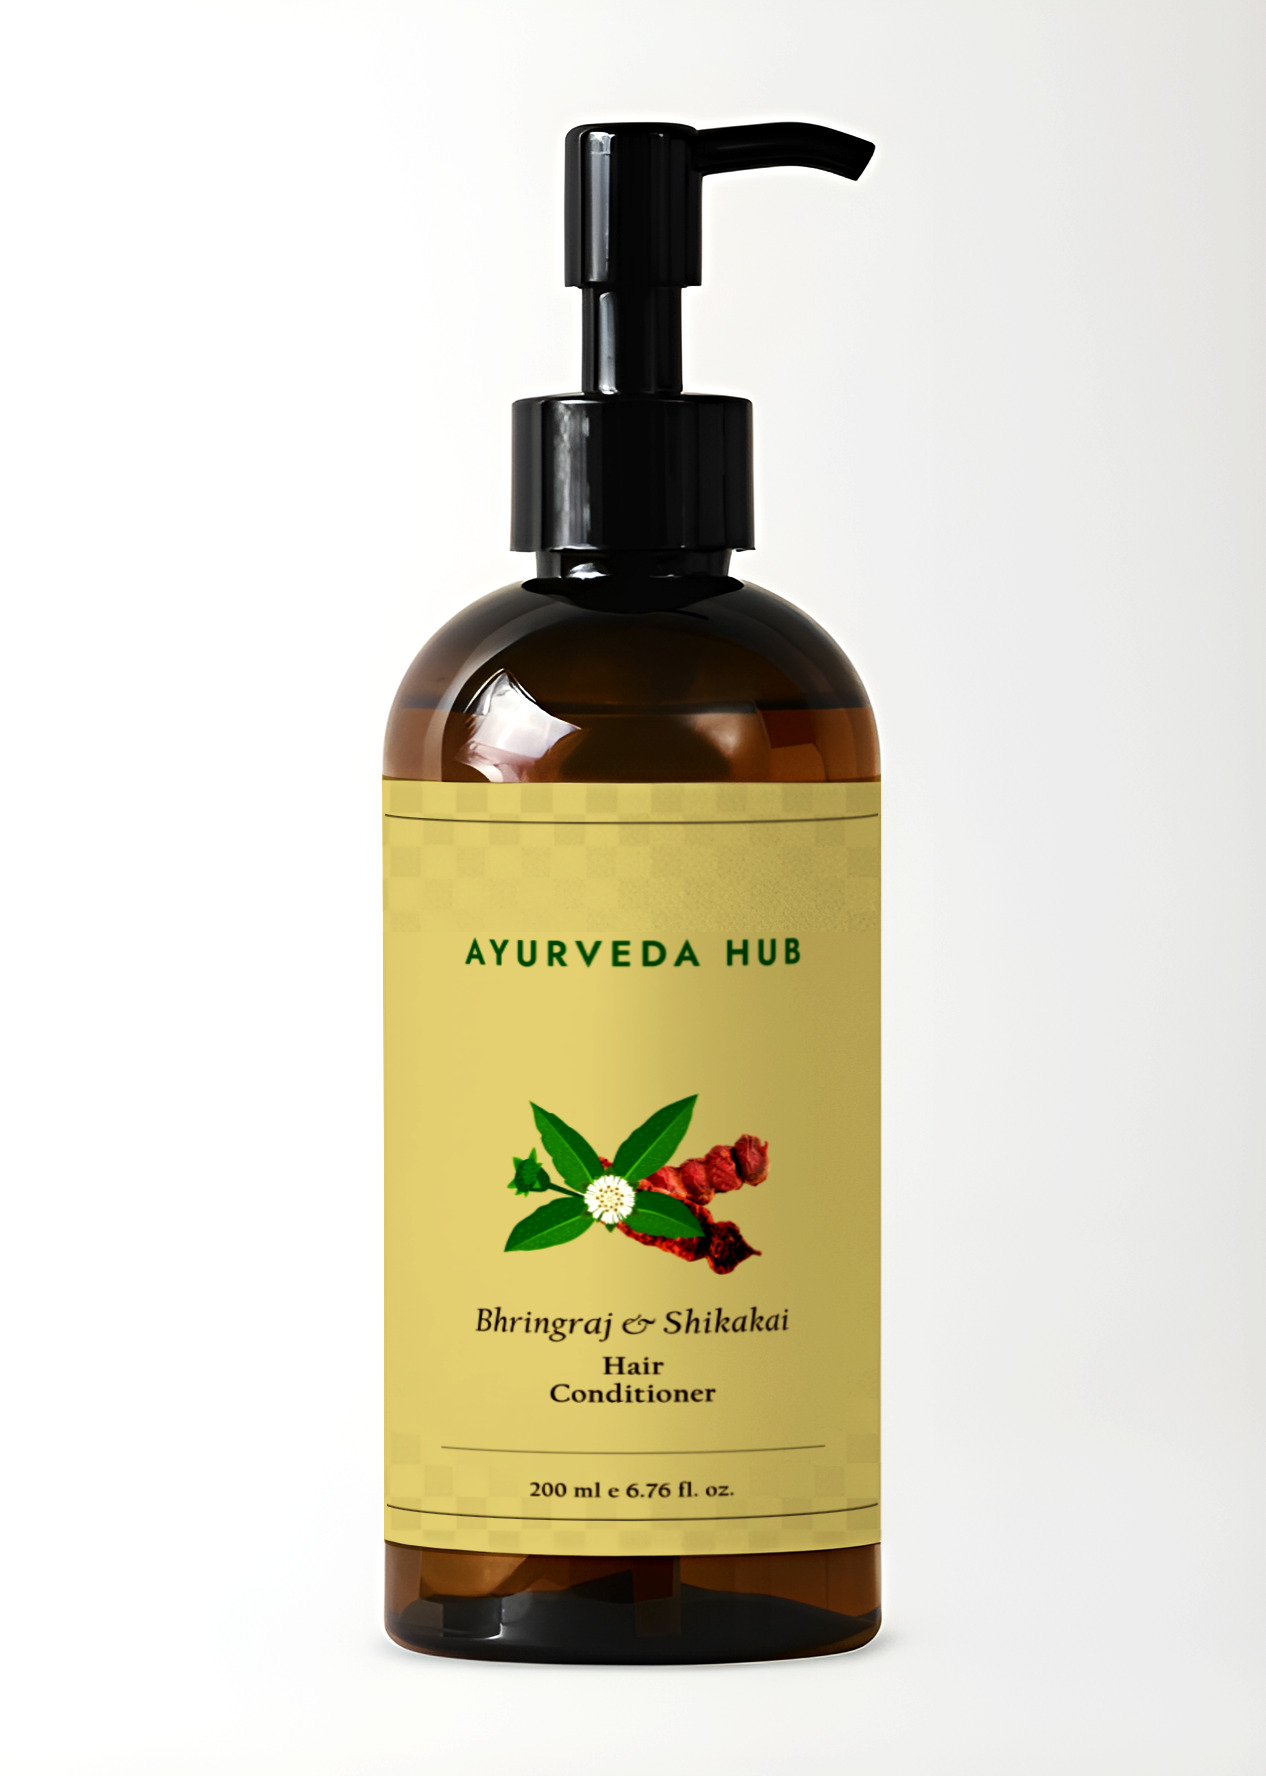 AYURVEDA HUB
Bhringraj & Shikakai
Hair
Conditioner
200 ml e 6.76 fl. oz.